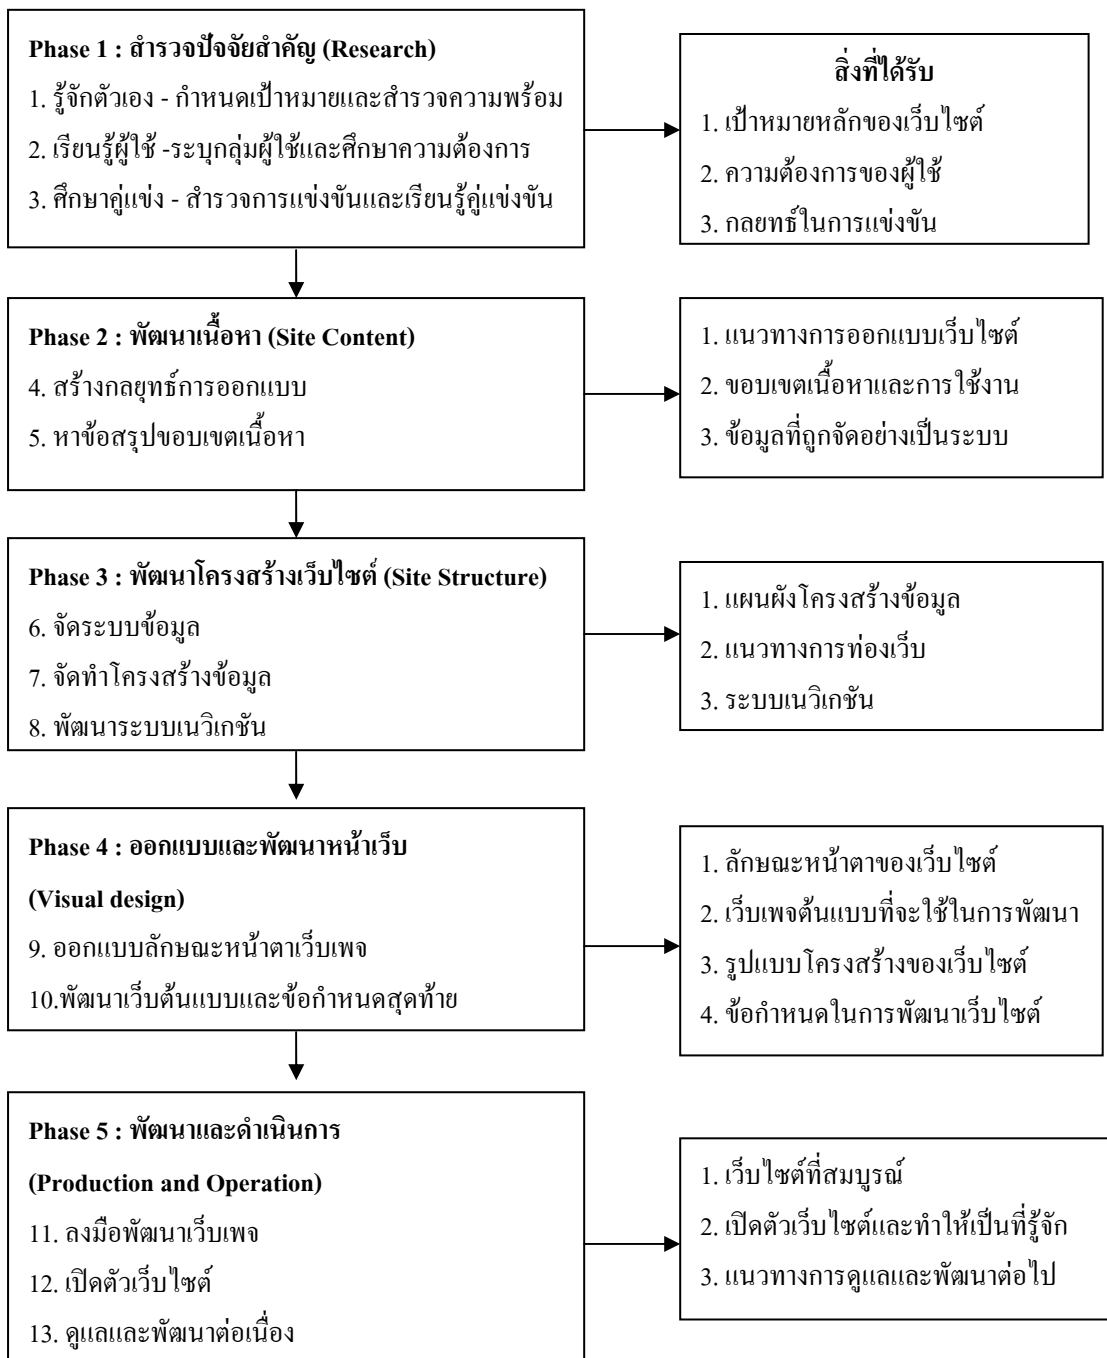 Phase 1 : สำรวจปัจจัยสำคัญ (Research)
1. รู้จักตัวเอง - กำหนดเป้าหมายและสำรวจความพร้อม
2. เรียนรู้ผู้ใช้ -ระบุกลุ่มผู้ใช้และศึกษาความต้องการ
3. ศึกษาคู่แข่ง - สำรวจการแข่งขันและเรียนรู้คู่แข่งขัน
สิ่งที่ได้รับ
1. เป้าหมายหลักของเว็บไซต์
2. ความต้องการของผู้ใช้
3. กลยทธ์ในการแข่งขัน
Phase 2 : พัฒนาเนื้อหา (Site Content)
4. สร้างกลยุทธ์การออกแบบ
5. หาข้อสรุปขอบเขตเนื้อหา
1. แนวทางการออกแบบเว็บไซต์
2. ขอบเขตเนื้อหาและการใช้งาน
3. ข้อมูลที่ถูกจัดอย่างเป็นระบบ
Phase 3 : พัฒนาโครงสร้างเว็บไซต์ (Site Structure)
6. จัดระบบข้อมูล
7. จัดทำโครงสร้างข้อมูล
8. พัฒนาระบบเนวิเกชัน
1. แผนผังโครงสร้างข้อมูล
2. แนวทางการท่องเว็บ
3. ระบบเนวิเกชัน
Phase 4 : ออกแบบและพัฒนาหน้าเว็บ
(Visual design)
9. ออกแบบลักษณะหน้าตาเว็บเพจ
10.พัฒนาเว็บต้นแบบและข้อกำหนดสุดท้าย
1. ลักษณะหน้าตาของเว็บไซต์
2. เว็บเพจต้นแบบที่จะใช้ในการพัฒนา
3. รูปแบบโครงสร้างของเว็บไซต์
4. ข้อกำหนดในการพัฒนาเว็บไซต์
Phase 5 : พัฒนาและดำเนินการ
(Production and Operation)
11. ลงมือพัฒนาเว็บเพจ
12. เปิดตัวเว็บไซต์
13. ดูแลและพัฒนาต่อเนื่อง
1. เว็บไซต์ที่สมบูรณ์
2. เปิดตัวเว็บไซต์และทำให้เป็นที่รู้จัก
3. แนวทางการดูแลและพัฒนาต่อไป